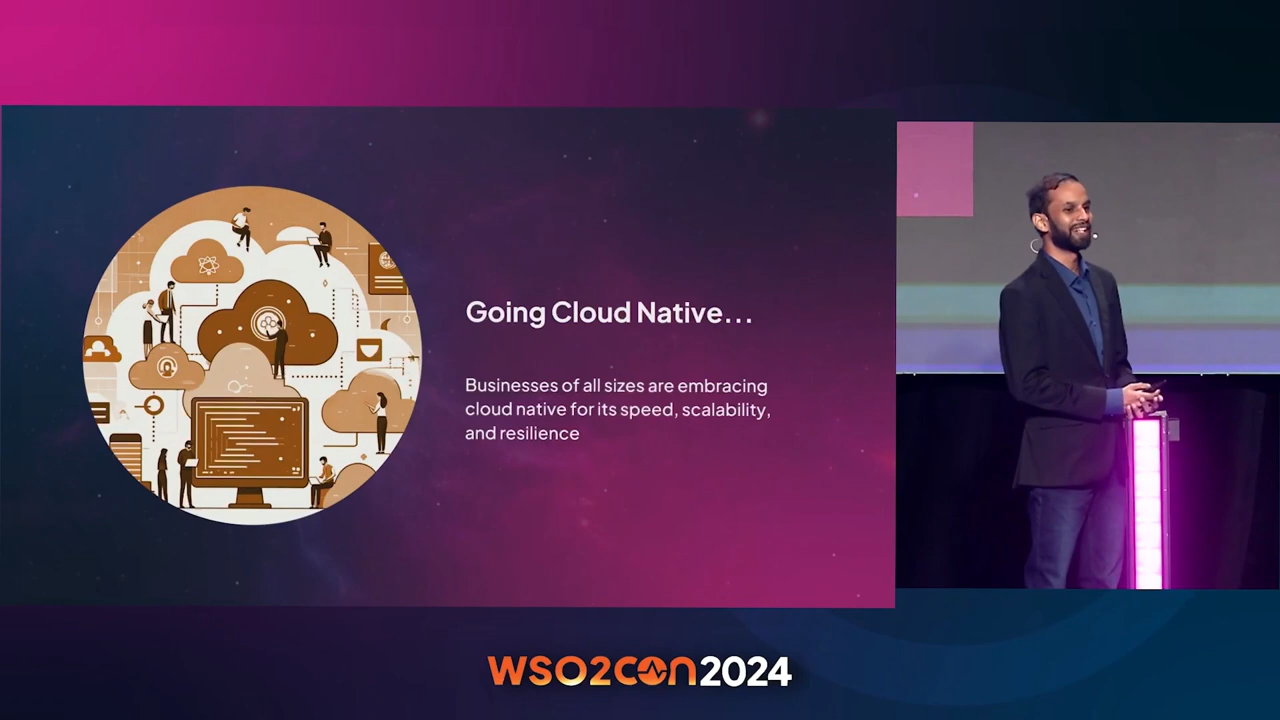 Going Cloud Native...
Businesses of all sizes are embracing
cloud native for its speed, scalability,
and resilience
WSO2CON2024